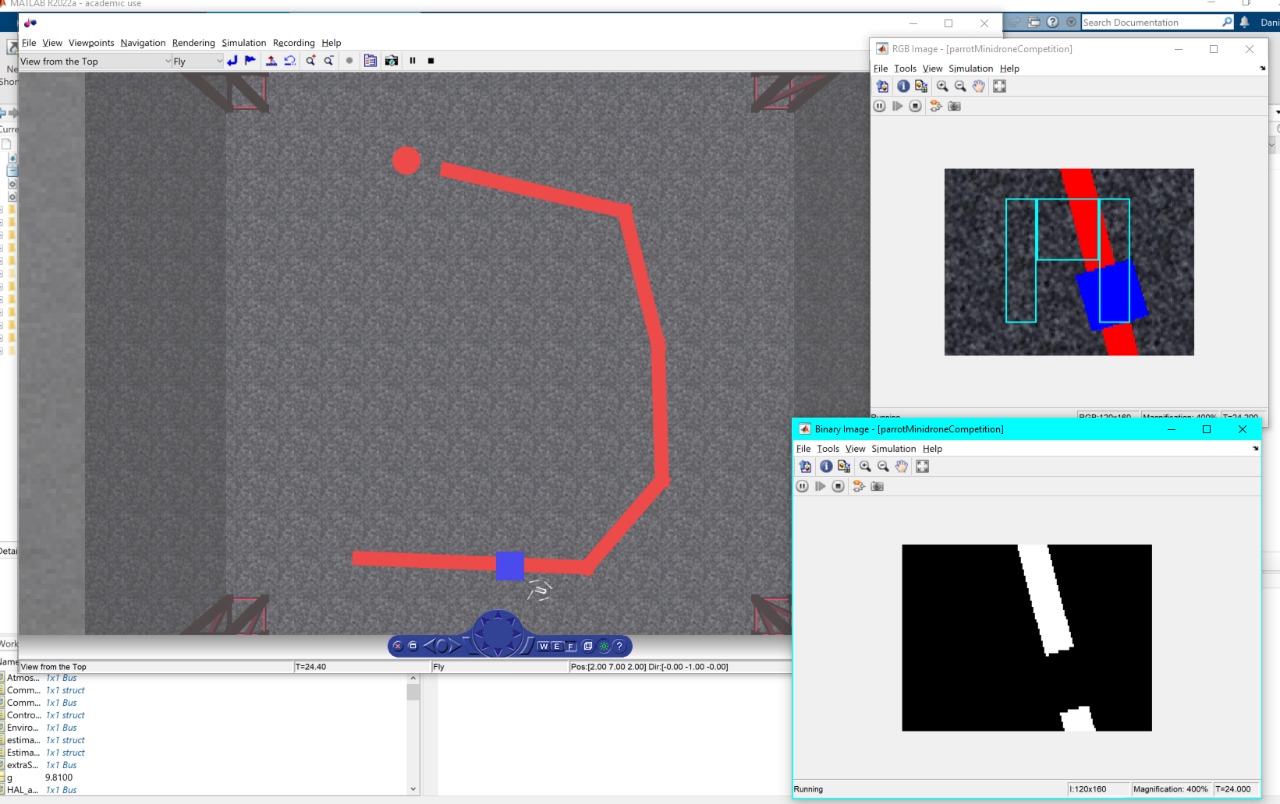 MATLAB R2022a - academic use
File View Viewpoints Navigation Rendering Simulation Recording Help
View from the Top Fly
Search Documentation
RGB Image - [parrotMinidroneCompetition]
File Tools View Simulation Help
Running RGB:120x160 Magnification: 400% T=24.200
Binary Image - [parrotMinidroneCompetition]
File Tools View Simulation Help
Running I:120x160 Magnification: 400% T=24.000
W E F ?
View from the Top T=24.40 Fly Pos:[2.00 7.00 2.00] Dir:[-0.00 -1.00 -0.00]
Atmos... 1x1 Bus
Comm... 1x1 struct
Comm... 1x1 Bus
Contro... 1x1 struct
Enviro... 1x1 Bus
estima... 1x1 struct
Estima... 1x1 struct
extraS... 1x1 Bus
g 9.8100
HAL_a... 1x1 Bus